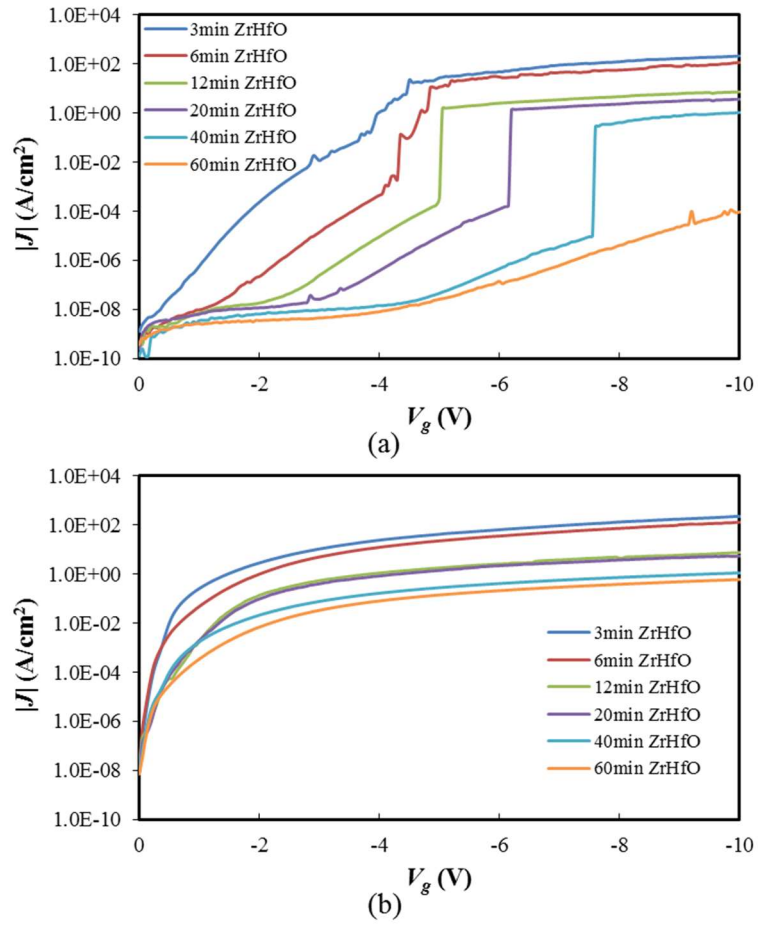 1.0E+04
1.0E+02
1.0E+00
1.0E-02
1.0E-04
1.0E-06
1.0E-08
1.0E-10
|J| (A/cm²)
3min ZrHfO
6min ZrHfO
12min ZrHfO
20min ZrHfO
40min ZrHfO
60min ZrHfO
0 -2 -4 -6 -8 -10
Vg (V)
(a)
1.0E+04
1.0E+02
1.0E+00
1.0E-02
1.0E-04
1.0E-06
1.0E-08
1.0E-10
|J| (A/cm²)
3min ZrHfO
6min ZrHfO
12min ZrHfO
20min ZrHfO
40min ZrHfO
60min ZrHfO
0 -2 -4 -6 -8 -10
Vg (V)
(b)